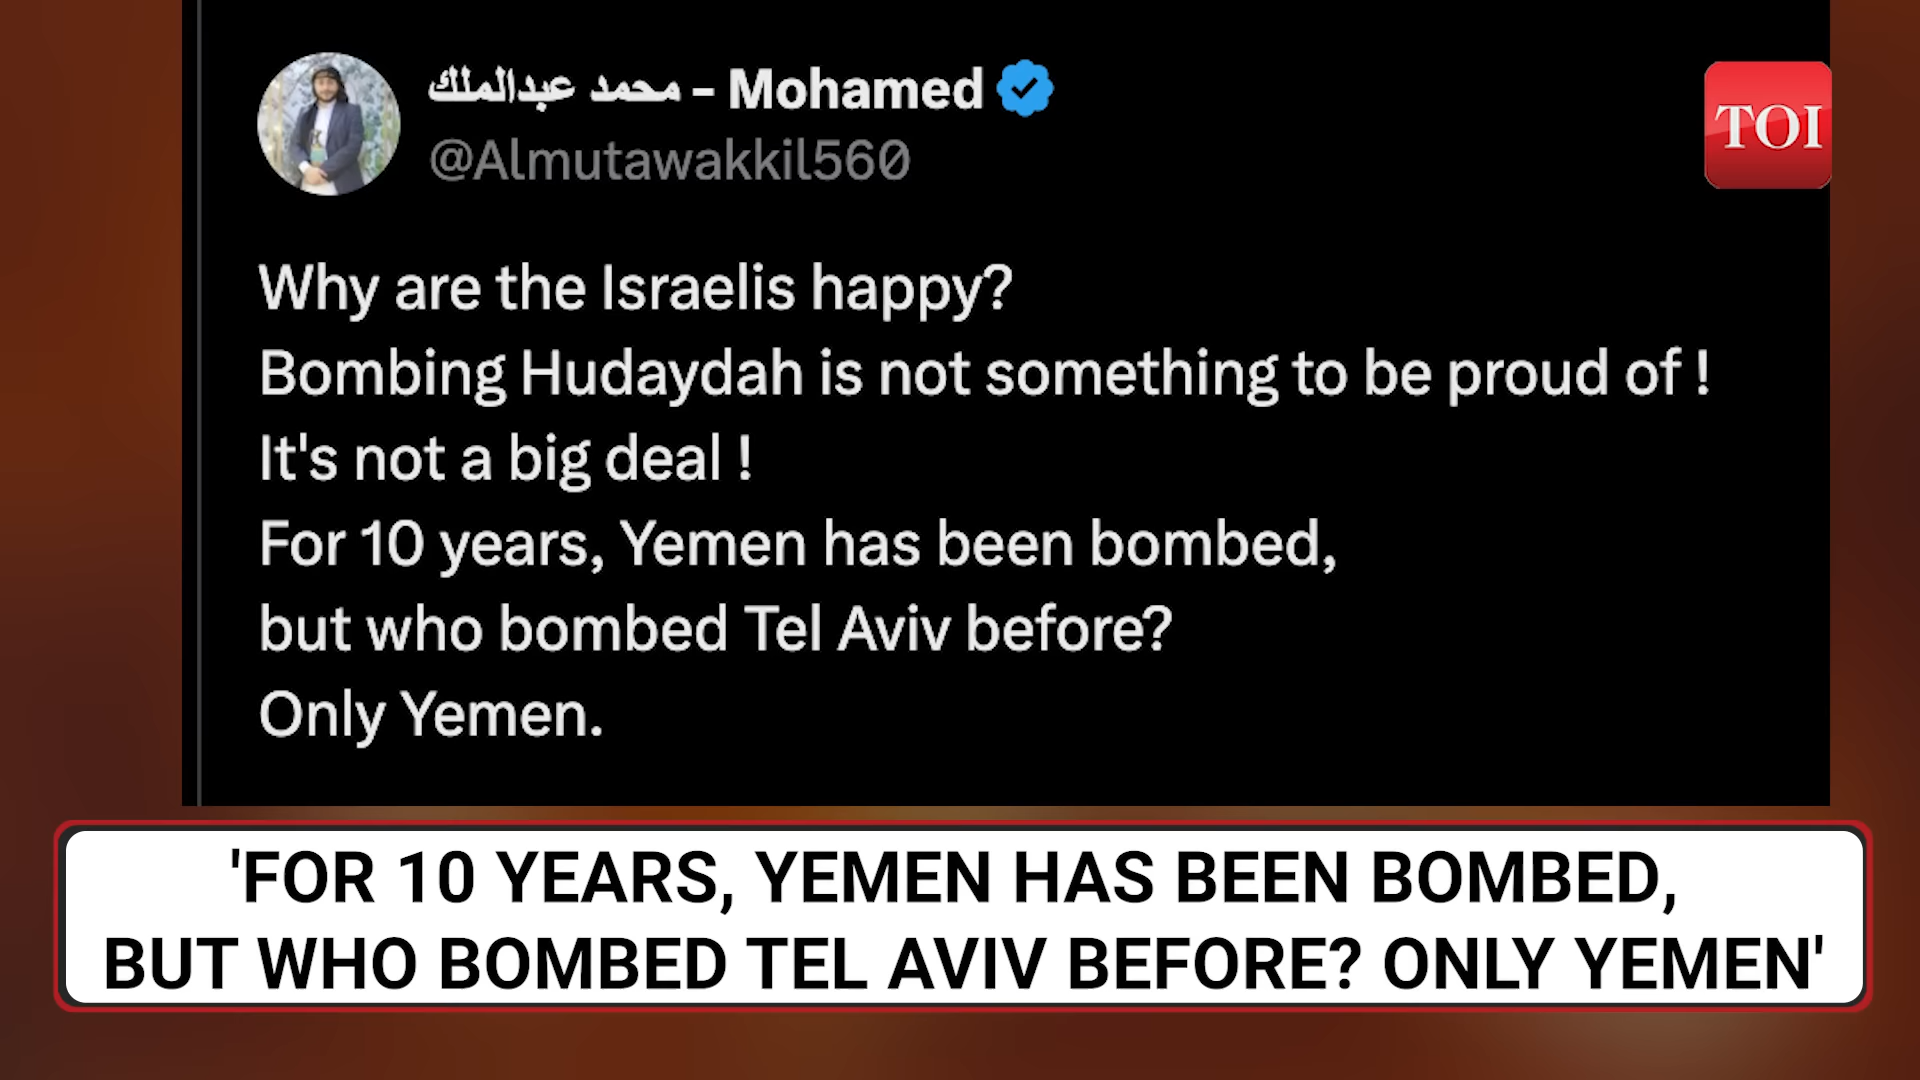 محمد عبدالملك - Mohamed
@Almutawakkil560
TOI
Why are the Israelis happy?
Bombing Hudaydah is not something to be proud of !
It's not a big deal !
For 10 years, Yemen has been bombed,
but who bombed Tel Aviv before?
Only Yemen.
'FOR 10 YEARS, YEMEN HAS BEEN BOMBED,
BUT WHO BOMBED TEL AVIV BEFORE? ONLY YEMEN'